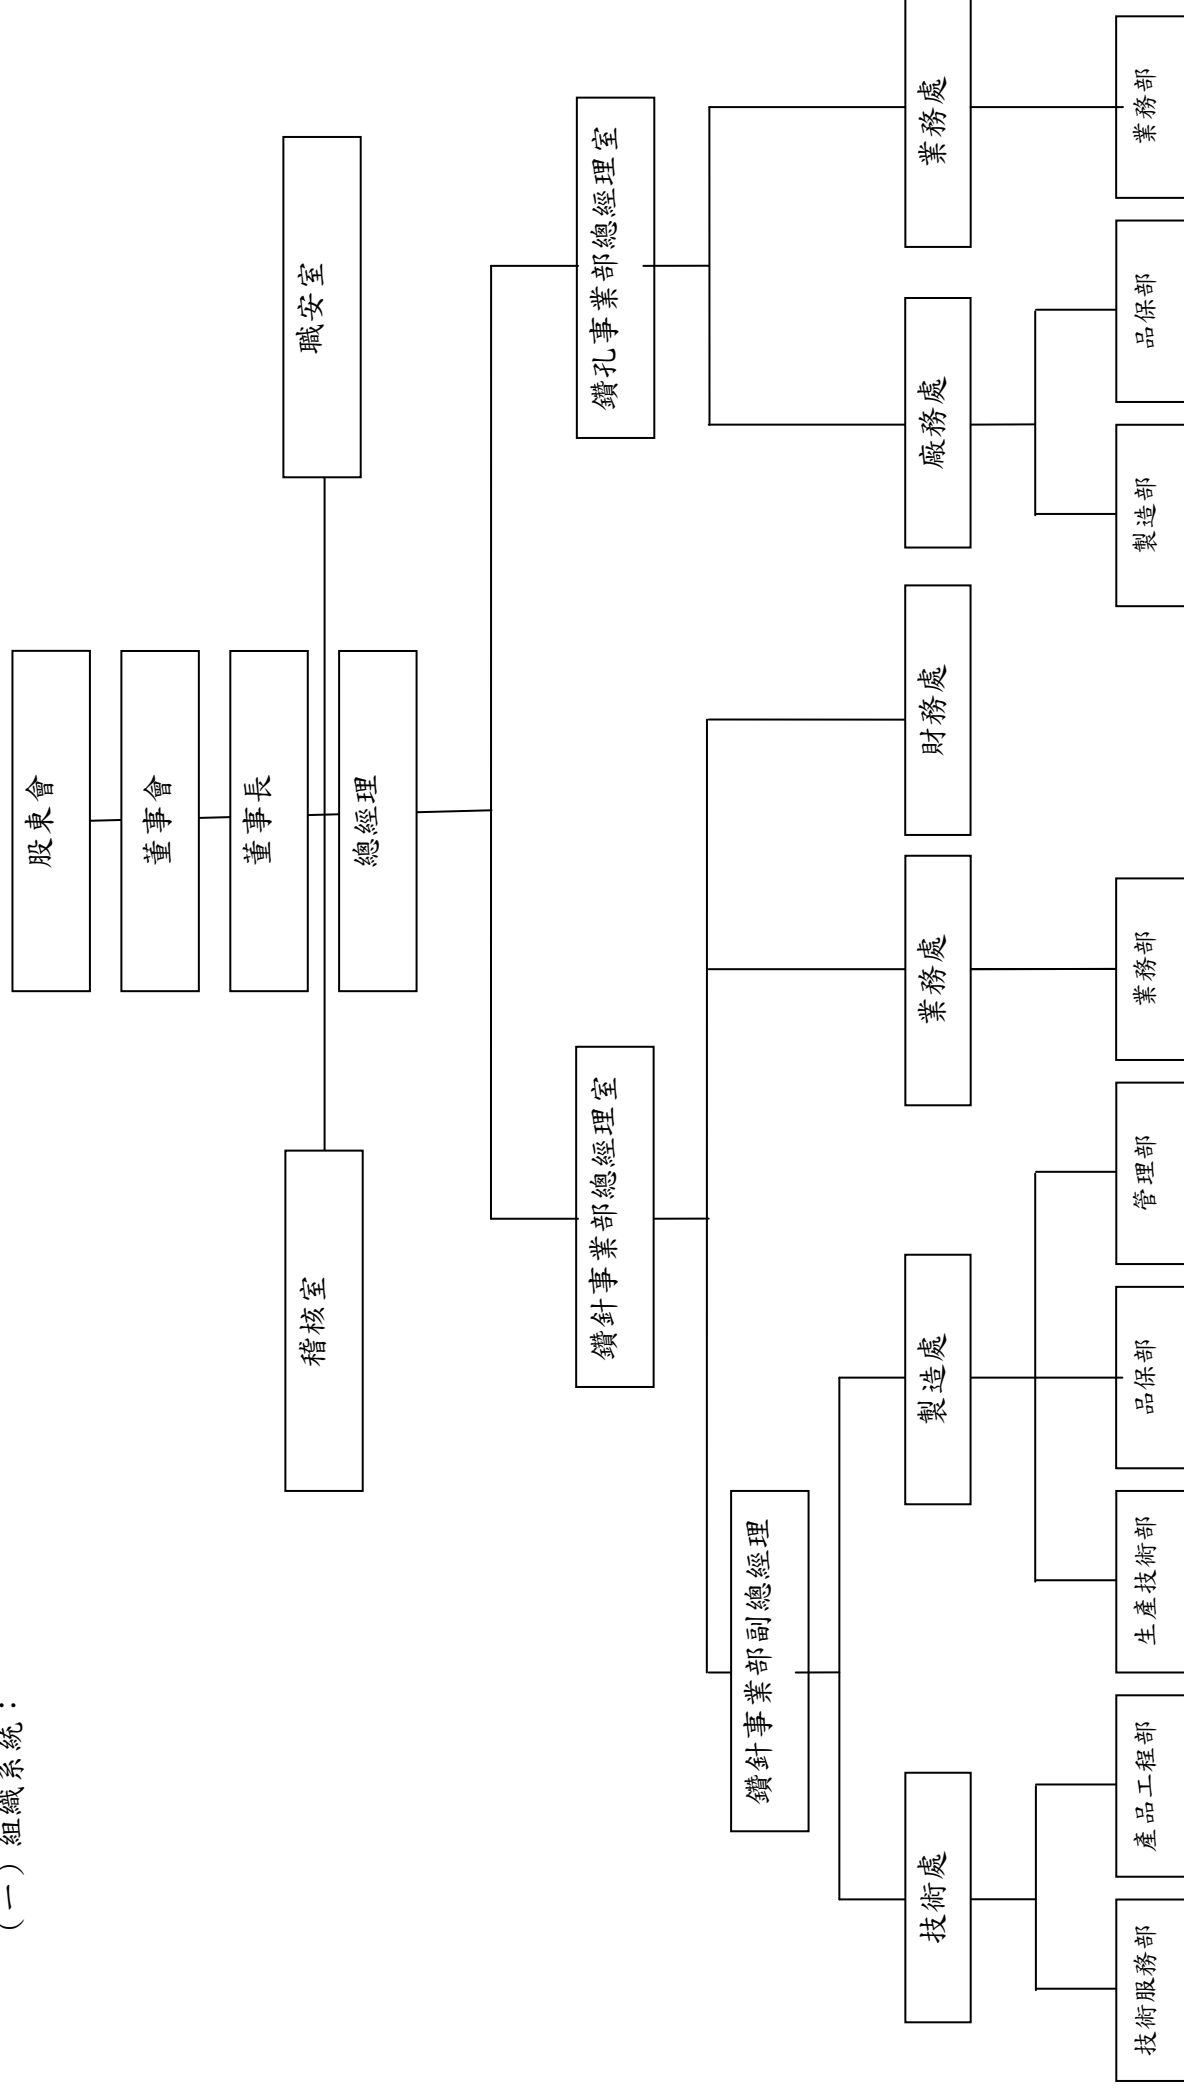 （一）組織系統：
股東會
董事會
董事長
稽核室
職安室
總經理
鑽針事業部總經理室
鑽孔事業部總經理室
鑽針事業部副總經理
技術處
製造處
業務處
財務處
廠務處
業務處
技術服務部
產品工程部
生產技術部
品保部
管理部
業務部
製造部
品保部
業務部